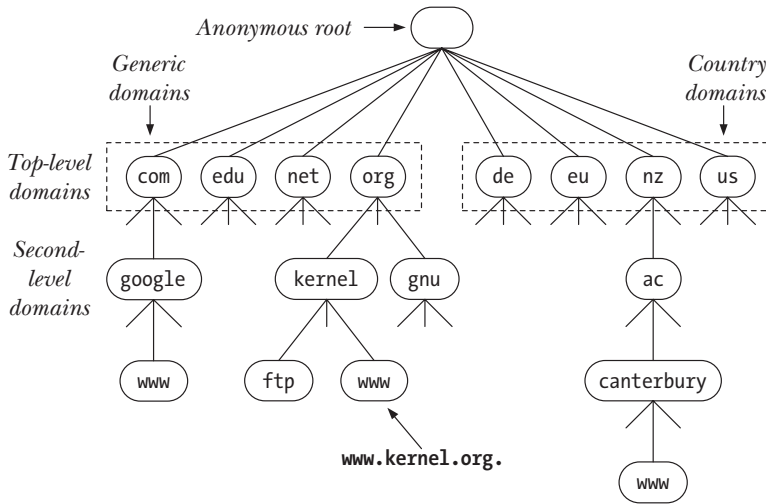 Anonymous root
Generic
domains
Country
domains
Top-level
domains
com edu net org de eu nz us
Second-
level
domains
google kernel gnu ac
www ftp www canterbury
www.kernel.org.
www